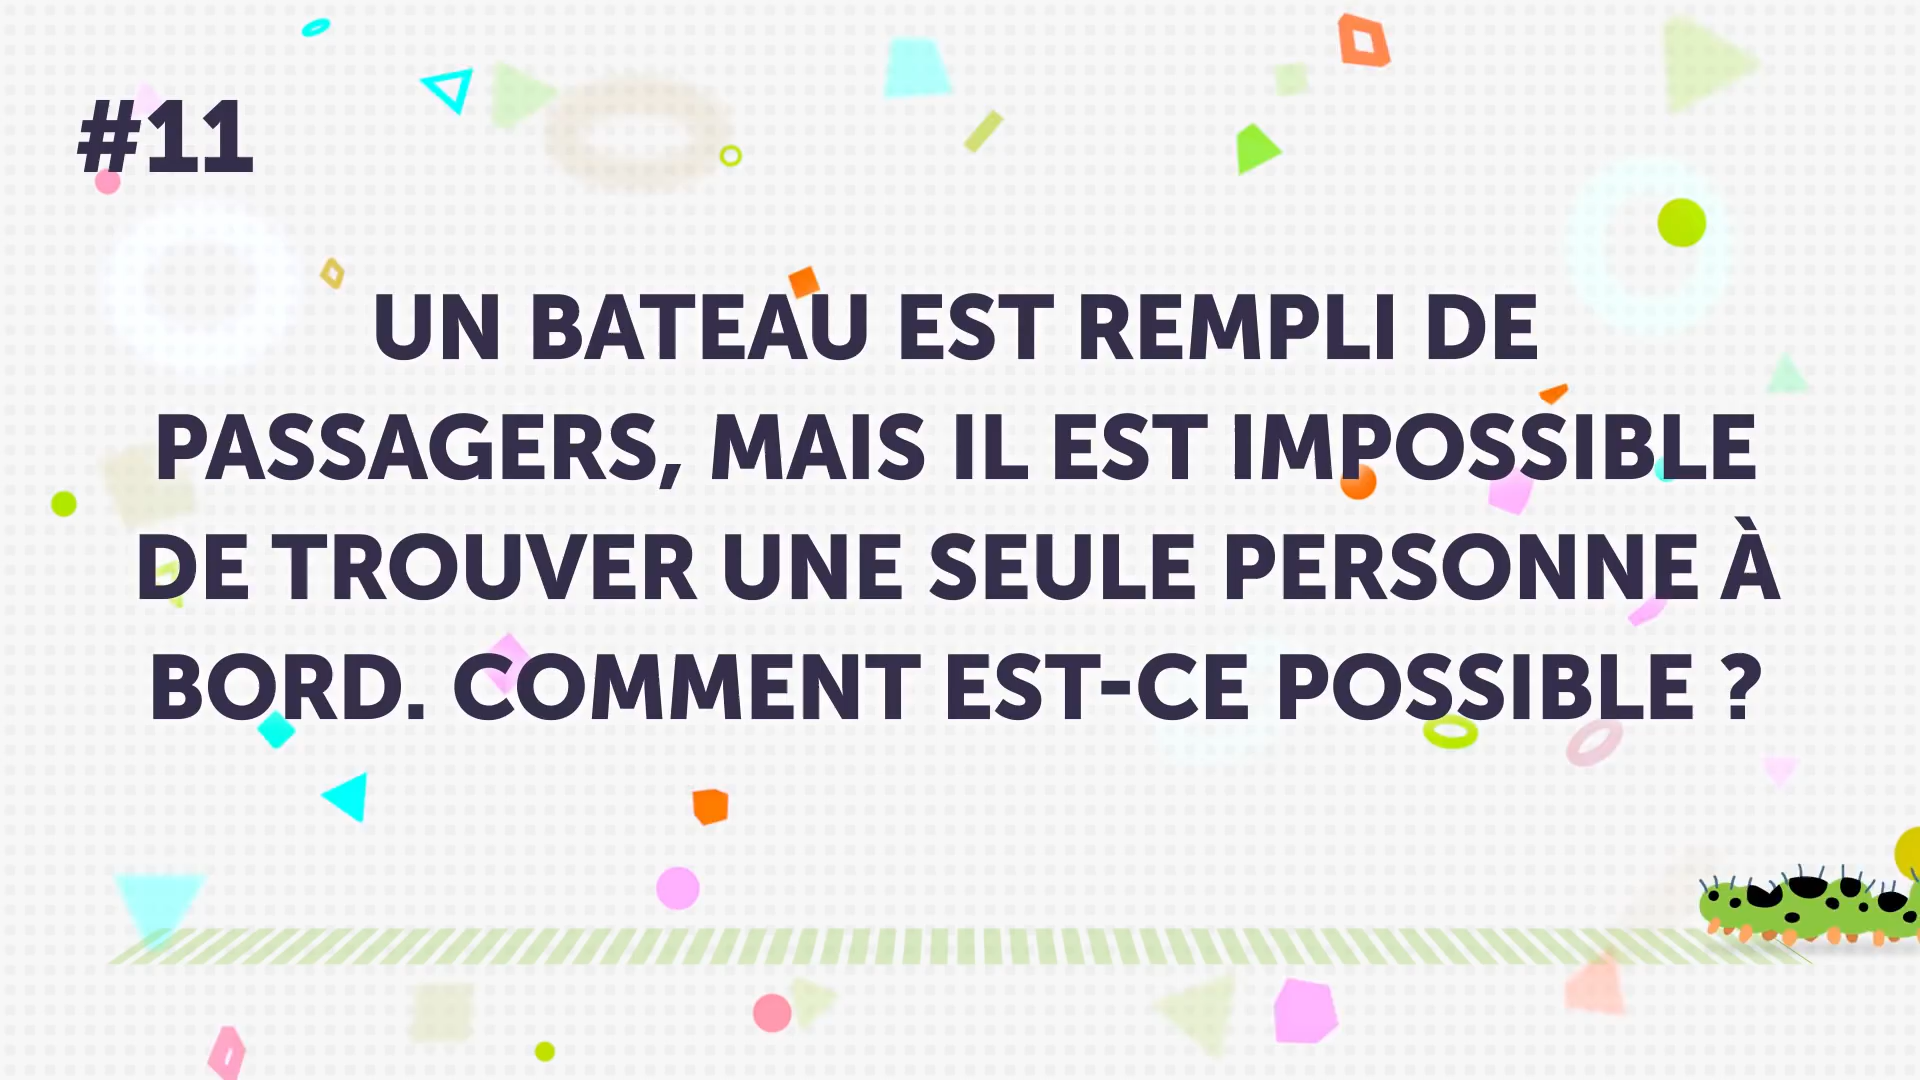 #11
UN BATEAU EST REMPLI DE
PASSAGERS, MAIS IL EST IMPOSSIBLE
DE TROUVER UNE SEULE PERSONNE À
BORD. COMMENT EST-CE POSSIBLE ?